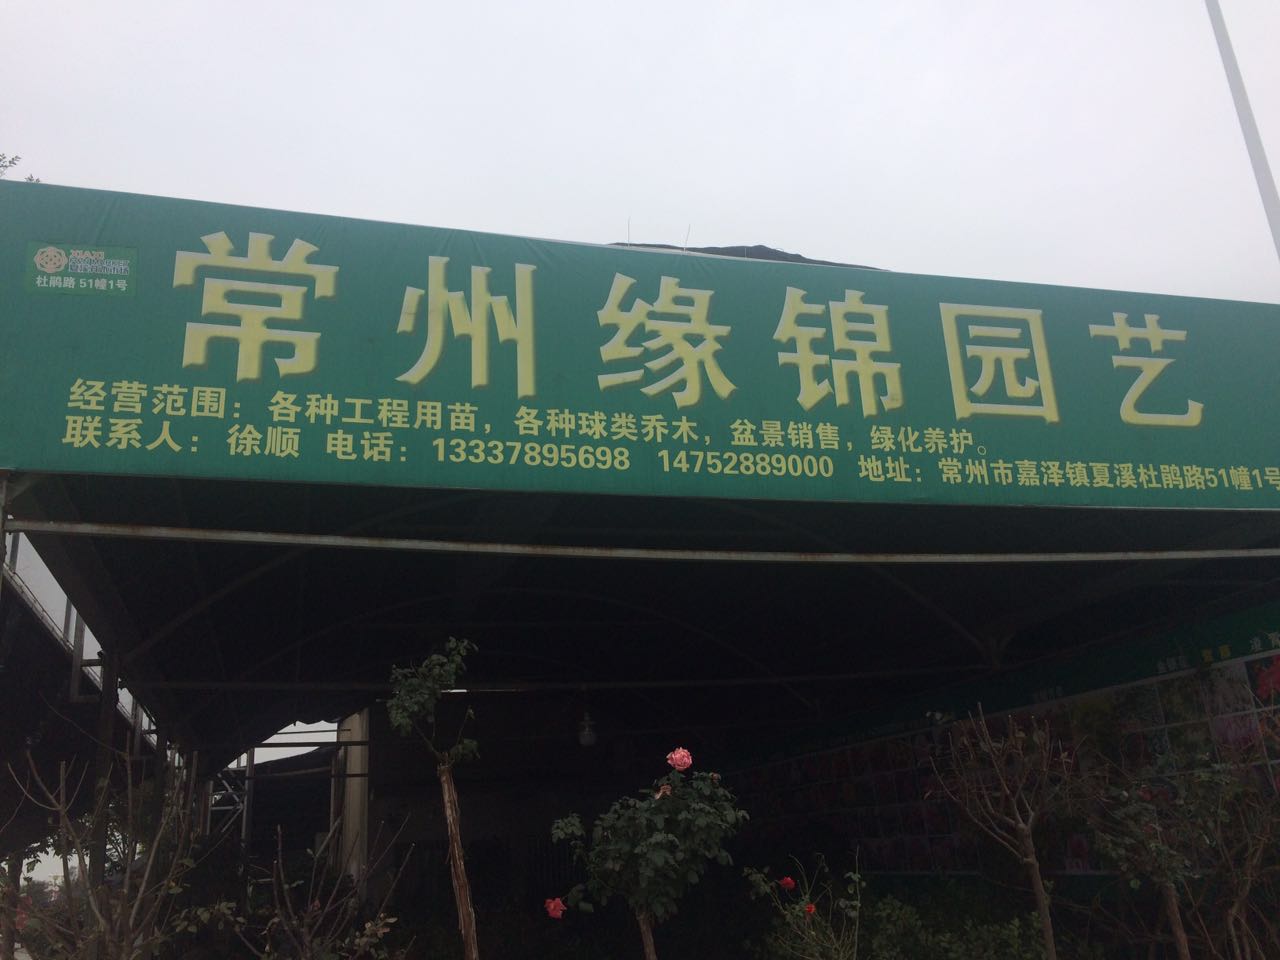 XIAXI
杜鹃路 51幢1号
常州缘锦园艺
经营范围：各种工程用苗，各种球类乔木，盆景销售，绿化养护。
联系人：徐顺 电话：13337895698 14752889000 地址：常州市嘉泽镇夏溪杜鹃路51幢1号